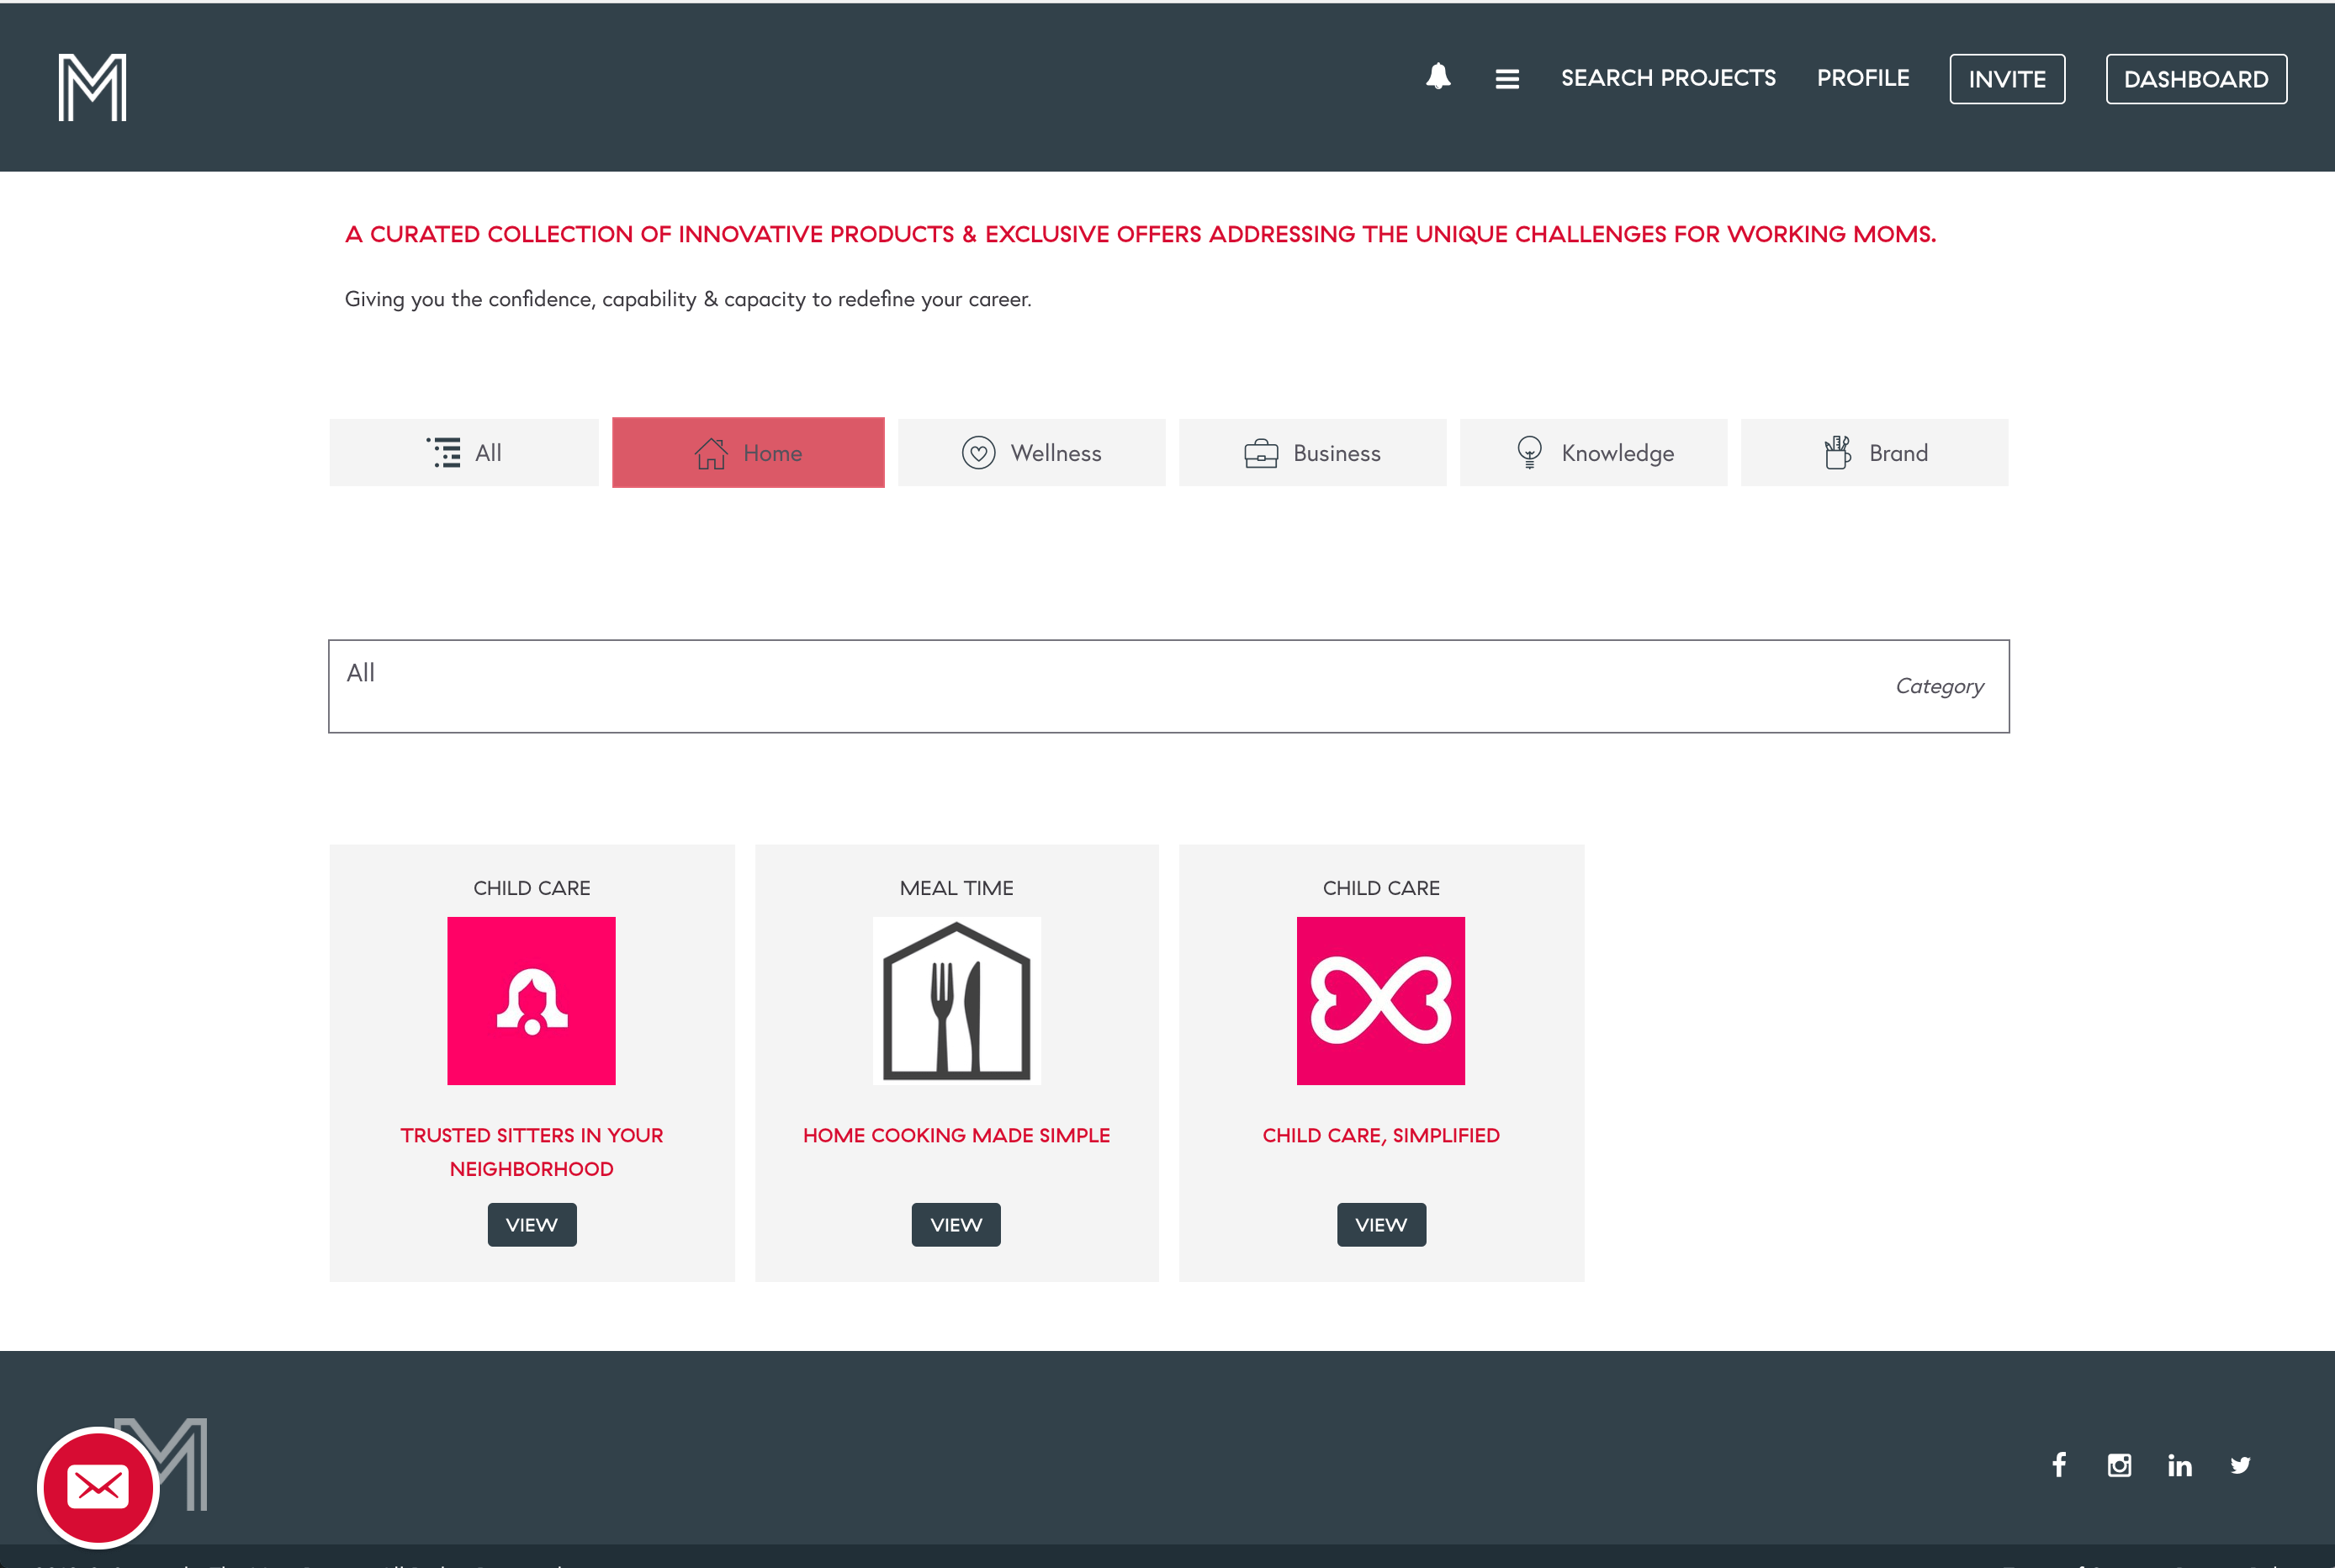 M
SEARCH PROJECTS
PROFILE
INVITE
DASHBOARD
A CURATED COLLECTION OF INNOVATIVE PRODUCTS & EXCLUSIVE OFFERS ADDRESSING THE UNIQUE CHALLENGES FOR WORKING MOMS.
Giving you the confidence, capability & capacity to redefine your career.
All
Home
Wellness
Business
Knowledge
Brand
All
Category
CHILD CARE
TRUSTED SITTERS IN YOUR
NEIGHBORHOOD
VIEW
MEAL TIME
HOME COOKING MADE SIMPLE
VIEW
CHILD CARE
CHILD CARE, SIMPLIFIED
VIEW
M